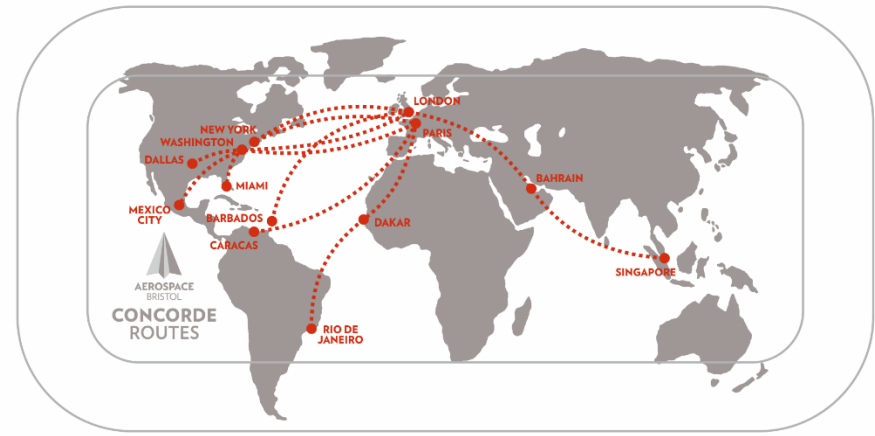 LONDON
NEW YORK
PARIS
WASHINGTON
DALLAS
BAHRAIN
MIAMI
MEXICO
CITY
BARBADOS
DAKAR
CARACAS
SINGAPORE
AEROSPACE
BRISTOL
CONCORDE
ROUTES
RIO DE
JANEIRO